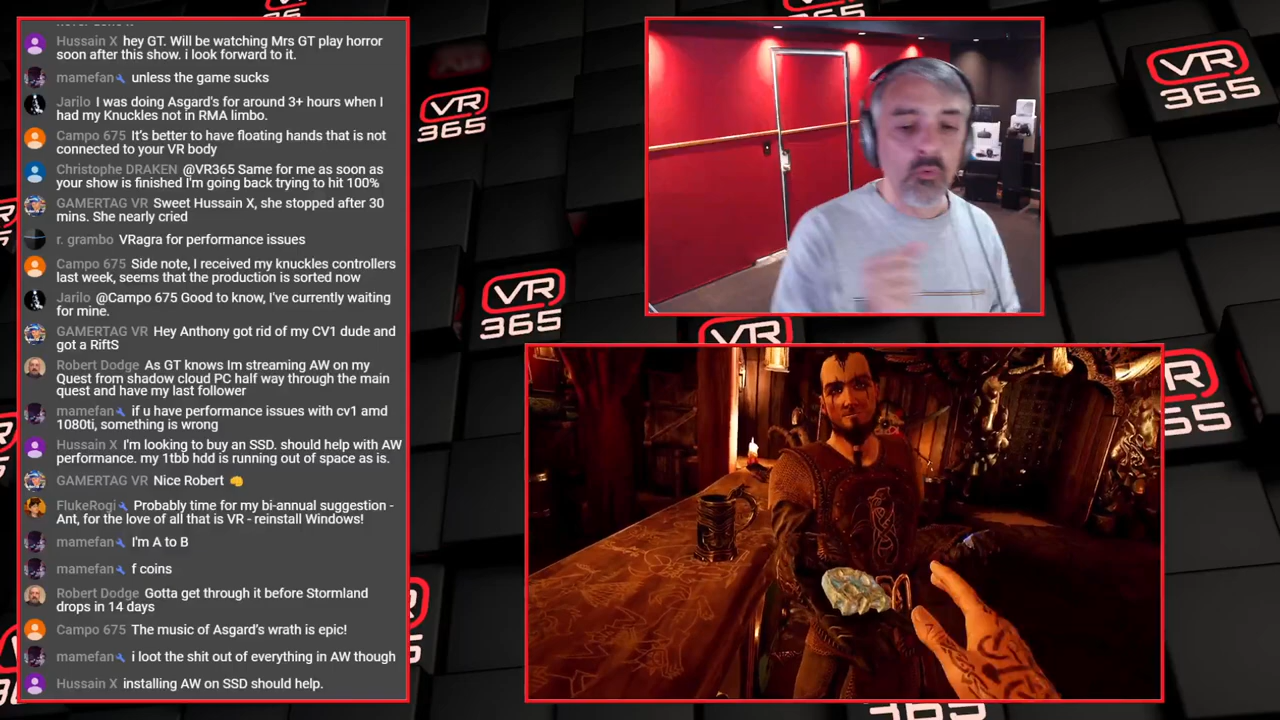 Hussain X hey GT. Will be watching Mrs GT play horror
soon after this show. i look forward to it.
mamefan unless the game sucks
Jarilo I was doing Asgard's for around 3+ hours when I
had my Knuckles not in RMA limbo.
Campo 675 It's better to have floating hands that is not
connected to your VR body
Christophe DRAKEN @VR365 Same for me as soon as
your show is finished I'm going back trying to hit 100%
GAMERTAG VR Sweet Hussain X, she stopped after 30
mins. She nearly cried
r. grambo VRagra for performance issues
Campo 675 Side note, I received my knuckles controllers
last week, seems that the production is sorted now
Jarilo @Campo 675 Good to know, I've currently waiting
for mine.
GAMERTAG VR Hey Anthony got rid of my CV1 dude and
got a RiftS
Robert Dodge As GT knows Im streaming AW on my
Quest from shadow cloud PC half way through the main
quest and have my last follower
mamefan if u have performance issues with cv1 amd
1080ti, something is wrong
Hussain X I'm looking to buy an SSD. should help with AW
performance. my 1tbb hdd is running out of space as is.
GAMERTAG VR Nice Robert
FlukeRogi Probably time for my bi-annual suggestion -
Ant, for the love of all that is VR - reinstall Windows!
mamefan I'm A to B
mamefan f coins
Robert Dodge Gotta get through it before Stormland
drops in 14 days
Campo 675 The music of Asgard's wrath is epic!
mamefan i loot the shit out of everything in AW though
Hussain X installing AW on SSD should help.
VR
365
VR
365
VR
365
VR